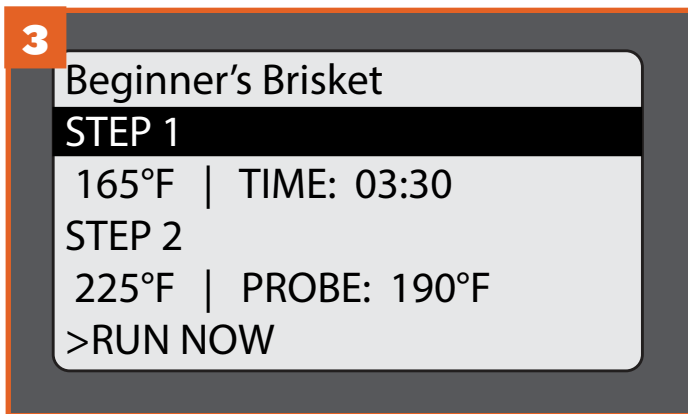 3
Beginner's Brisket
STEP 1
165°F | TIME: 03:30
STEP 2
225°F | PROBE: 190°F
>RUN NOW